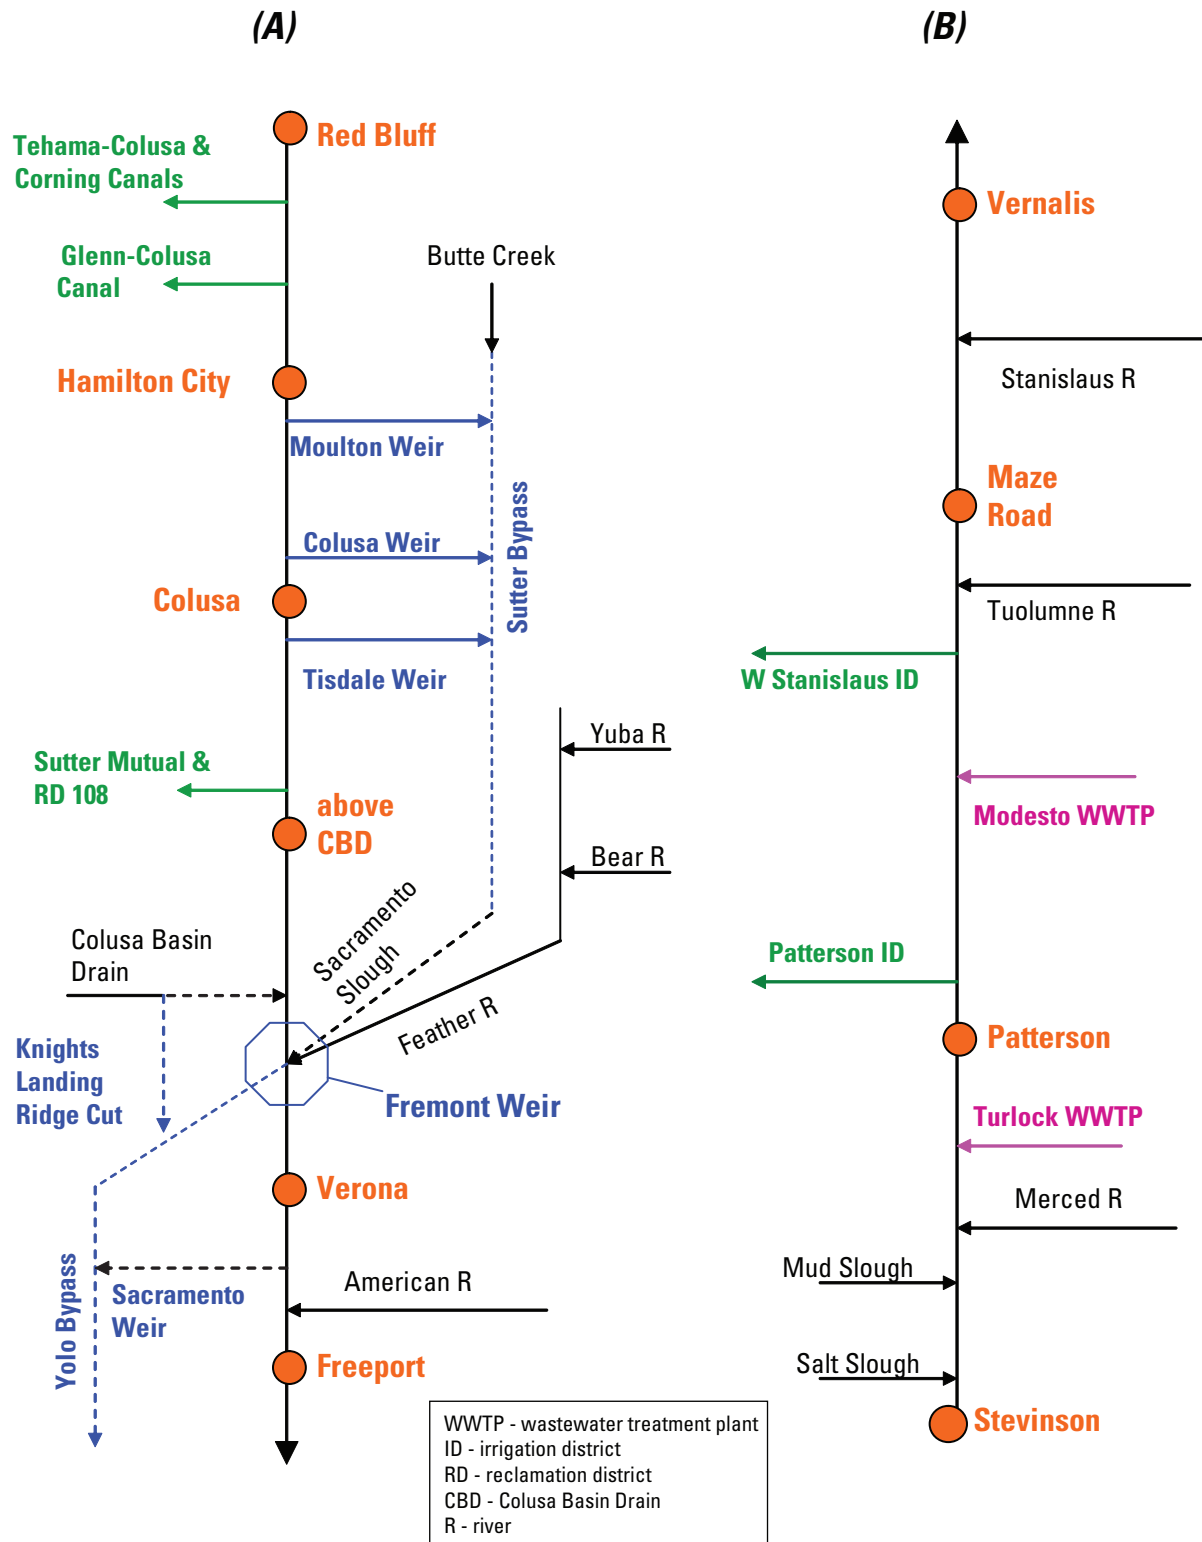 (A)
Red Bluff
Tehama-Colusa &
Corning Canals
Glenn-Colusa
Canal
Butte Creek
Hamilton City
Moulton Weir
Colusa Weir
Sutter Bypass
Colusa
Tisdale Weir
Yuba R
Sutter Mutual &
RD 108
above
CBD
Bear R
Sacramento
Slough
Colusa Basin
Drain
Feather R
Knights
Landing
Ridge Cut
Fremont Weir
Verona
Yolo Bypass
Sacramento
Weir
American R
Freeport
(B)
Vernalis
Stanislaus R
Maze
Road
Tuolumne R
W Stanislaus ID
Modesto WWTP
Patterson ID
Patterson
Turlock WWTP
Merced R
Mud Slough
Salt Slough
Stevinson
WWTP - wastewater treatment plant
ID - irrigation district
RD - reclamation district
CBD - Colusa Basin Drain
R - river